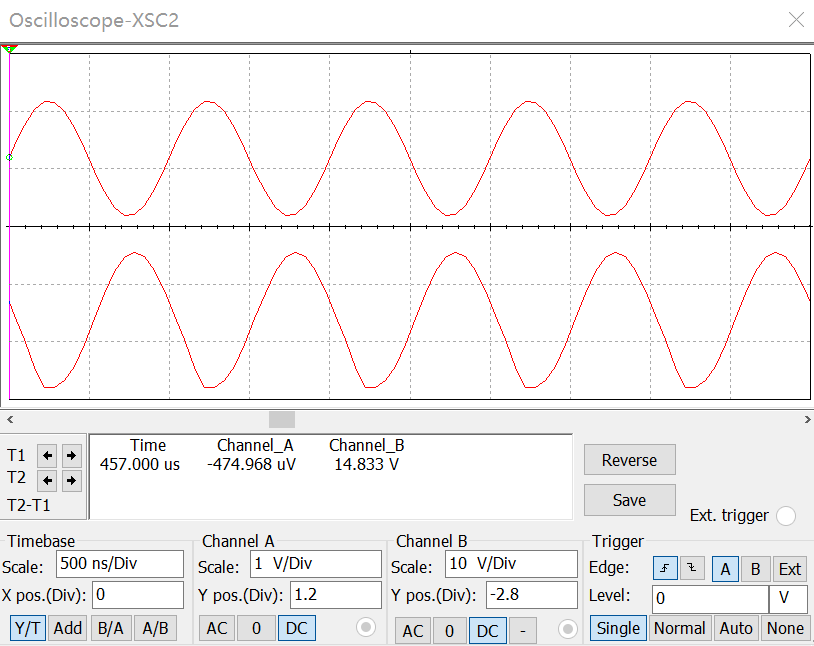 Oscilloscope-XSC2
Time Channel_A Channel_B
T1 457.000 us -474.968 uV 14.833 V
T2
T2-T1
Reverse
Save
Ext. trigger
Timebase
Scale: 500 ns/Div
X pos.(Div): 0
Y/T Add B/A A/B
Channel A
Scale: 1 V/Div
Y pos.(Div): 1.2
AC 0 DC
Channel B
Scale: 10 V/Div
Y pos.(Div): -2.8
AC 0 DC -
Trigger
Edge: A B Ext
Level: 0 V
Single Normal Auto None